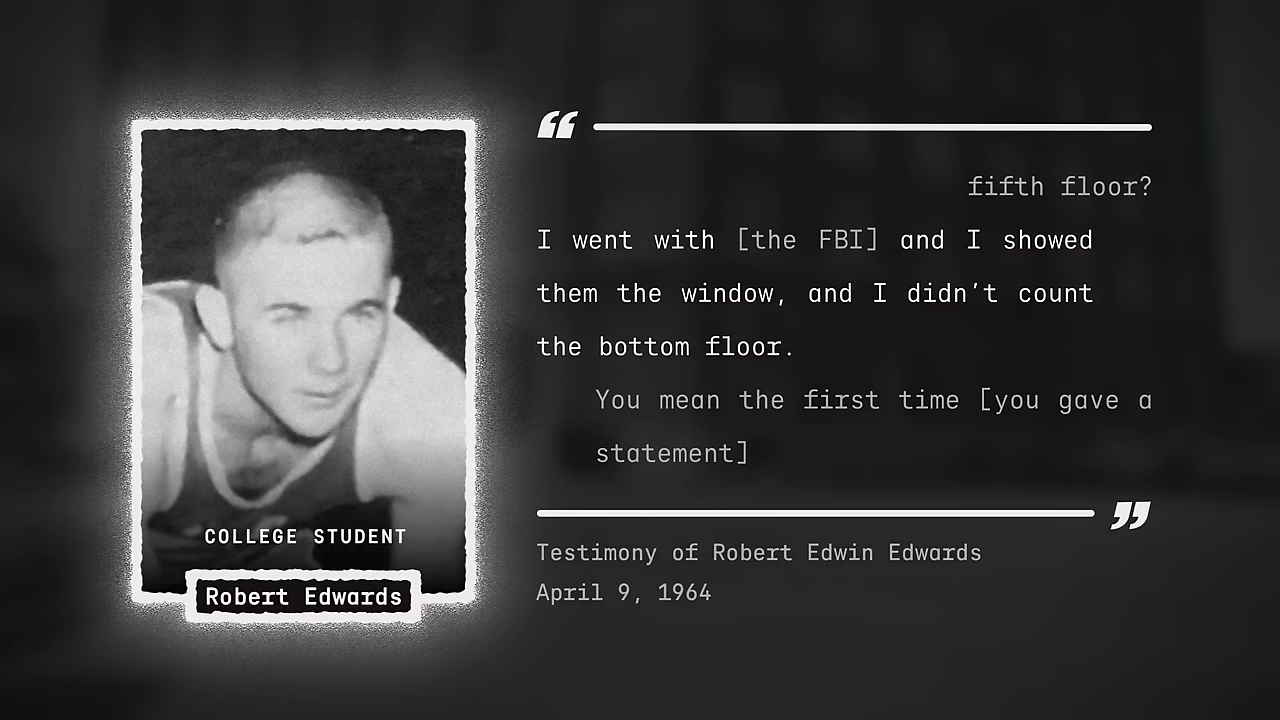 “
fifth floor?
I went with [the FBI] and I showed
them the window, and I didn’t count
the bottom floor.
You mean the first time [you gave a
statement]
”
Testimony of Robert Edwin Edwards
April 9, 1964
COLLEGE STUDENT
Robert Edwards